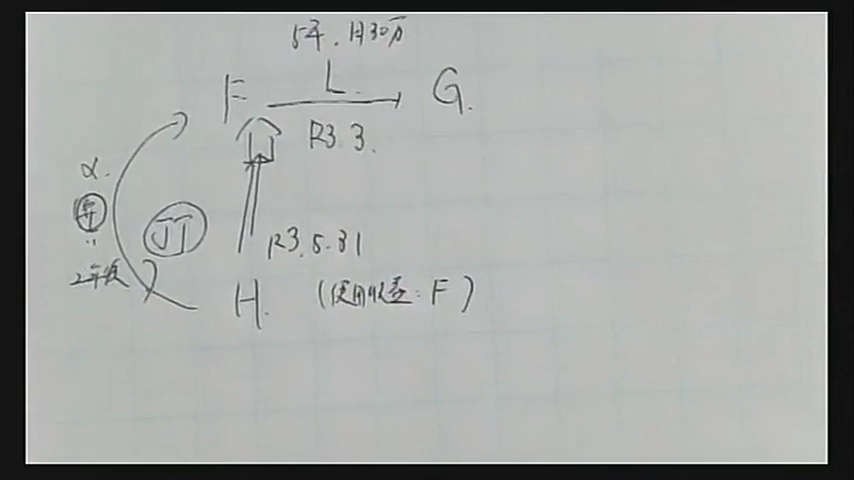 5年.月30万
F L. G.
R3.3.
α.
弁
JT
R3.5.31
2年後
H. (使用収益:F)